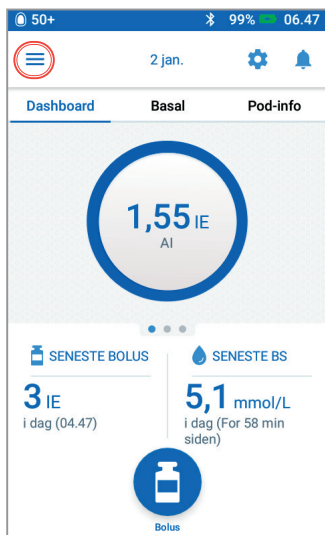 50+ 99% 06.47
2 jan.
Dashboard Basal Pod-info
1,55 IE
AI
SENESTE BOLUS
3 IE
i dag (04.47)
SENESTE BS
5,1 mmol/L
i dag (For 58 min
siden)
Bolus